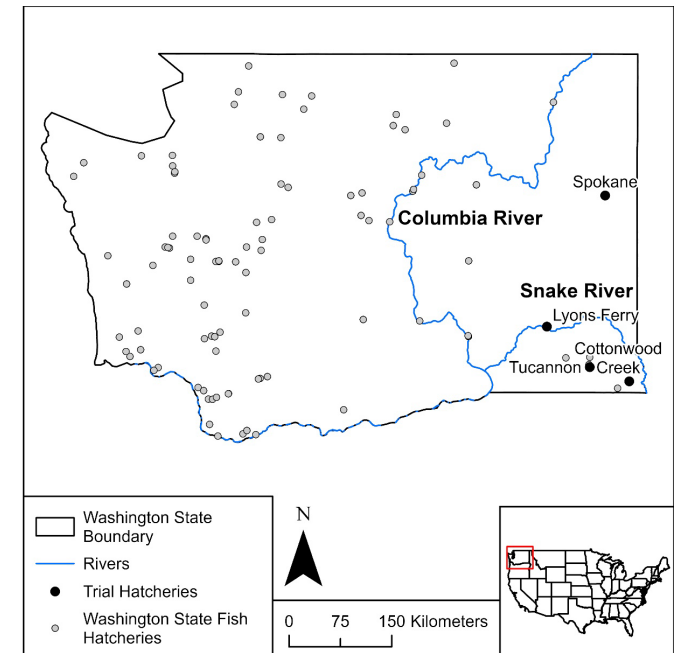 Spokane
Columbia River
Snake River
Lyons Ferry
Cottonwood
Tucannon Creek
N
Washington State
Boundary
Rivers
Trial Hatcheries
Washington State Fish
Hatcheries
0 75 150 Kilometers